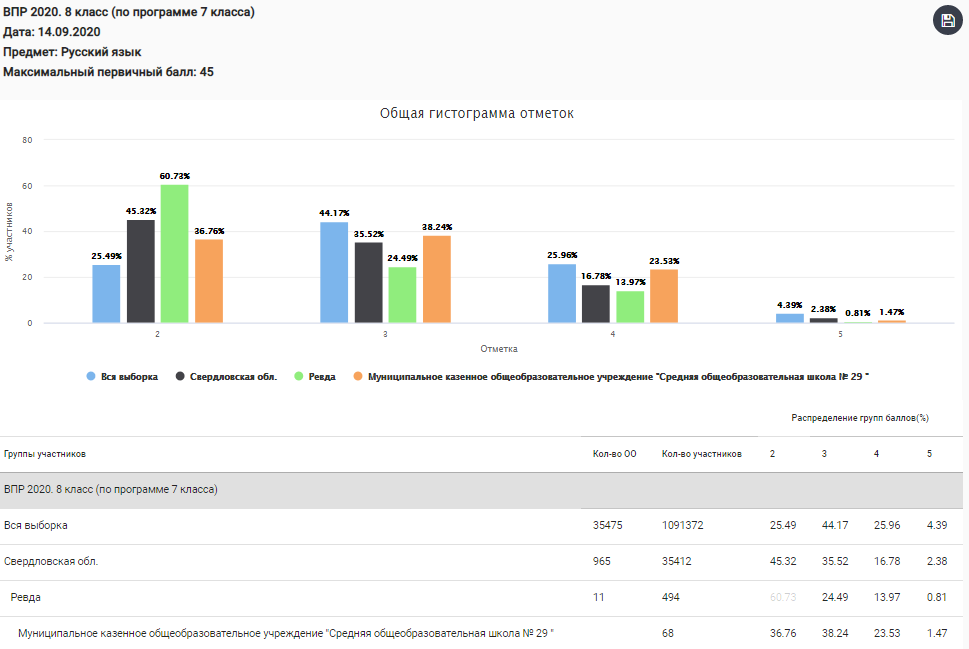 ВПР 2020. 8 класс (по программе 7 класса)
Дата: 14.09.2020
Предмет: Русский язык
Максимальный первичный балл: 45
Общая гистограмма отметок
80
60
40
20
0
% участников
25.49% 45.32% 60.73% 36.76%
44.17% 35.52% 24.49% 38.24%
25.96% 16.78% 13.97% 23.53%
4.39% 2.38% 0.81% 1.47%
2 3 4 5
Отметка
Вся выборка Свердловская обл. Ревда Муниципальное казенное общеобразовательное учреждение "Средняя общеобразовательная школа № 29 "
Распределение групп баллов(%)
Группы участников Кол-во ОО Кол-во участников 2 3 4 5
ВПР 2020. 8 класс (по программе 7 класса)
Вся выборка 35475 1091372 25.49 44.17 25.96 4.39
Свердловская обл. 965 35412 45.32 35.52 16.78 2.38
Ревда 11 494 60.73 24.49 13.97 0.81
Муниципальное казенное общеобразовательное учреждение "Средняя общеобразовательная школа № 29 " 68 36.76 38.24 23.53 1.47